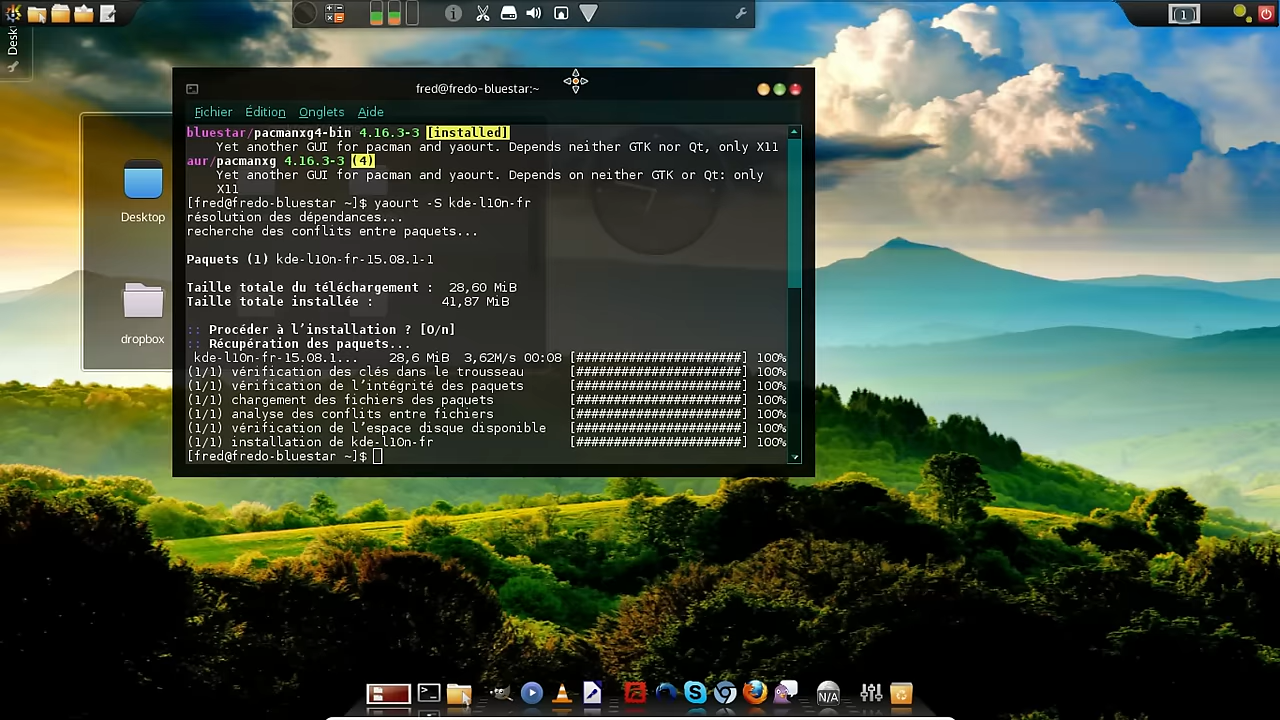 Desk
1
fred@fredo-bluestar:~
Fichier Édition Onglets Aide
bluestar/pacmanxg4-bin 4.16.3-3 [installed]
Yet another GUI for pacman and yaourt. Depends neither GTK nor Qt, only X11
aur/pacmanxg 4.16.3-3 (4)
Yet another GUI for pacman and yaourt. Depends on neither GTK or Qt: only
X11
[fred@fredo-bluestar ~]$ yaourt -S kde-l10n-fr
résolution des dépendances...
recherche des conflits entre paquets...
Paquets (1) kde-l10n-fr-15.08.1-1
Taille totale du téléchargement : 28,60 MiB
Taille totale installée : 41,87 MiB
:: Procéder à l’installation ? [O/n]
:: Récupération des paquets...
kde-l10n-fr-15.08.1... 28,6 MiB 3,62M/s 00:08 [######################] 100%
(1/1) vérification des clés dans le trousseau [######################] 100%
(1/1) vérification de l’intégrité des paquets [######################] 100%
(1/1) chargement des fichiers des paquets [######################] 100%
(1/1) analyse des conflits entre fichiers [######################] 100%
(1/1) vérification de l’espace disque disponible [######################] 100%
(1/1) installation de kde-l10n-fr [######################] 100%
[fred@fredo-bluestar ~]$
Desktop
dropbox
N/A